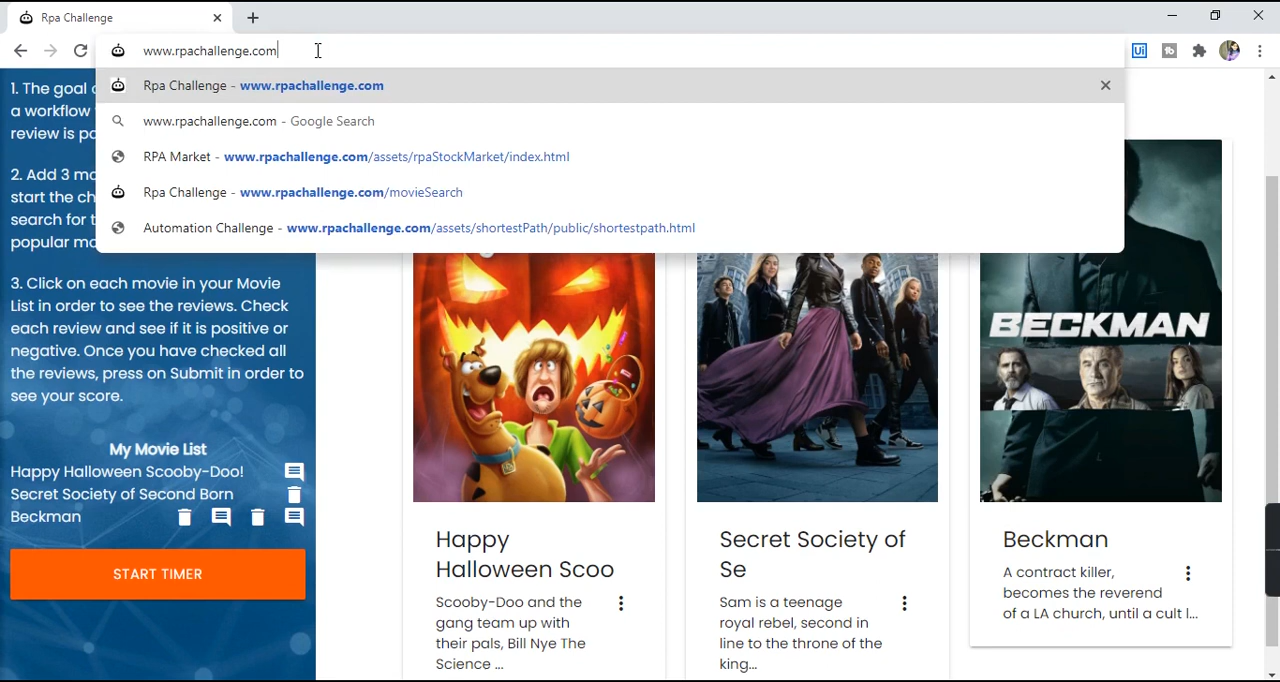 Rpa Challenge
www.rpachallenge.com
Ui
tb
Rpa Challenge - www.rpachallenge.com
www.rpachallenge.com - Google Search
RPA Market - www.rpachallenge.com/assets/rpaStockMarket/index.html
Rpa Challenge - www.rpachallenge.com/movieSearch
Automation Challenge - www.rpachallenge.com/assets/shortestPath/public/shortestpath.html
1. The goal
a workflow
review is
2. Add 3
start the
search for
popular
3. Click on each movie in your Movie
List in order to see the reviews. Check
each review and see if it is positive or
negative. Once you have checked all
the reviews, press on Submit in order to
see your score.
My Movie List
Happy Halloween Scooby-Doo!
Secret Society of Second Born
Beckman
START TIMER
BECKMAN
Happy
Halloween Scoo
Scooby-Doo and the
gang team up with
their pals, Bill Nye The
Science ...
Secret Society of
Se
Sam is a teenage
royal rebel, second in
line to the throne of the
king...
Beckman
A contract killer,
becomes the reverend
of a LA church, until a cult l...